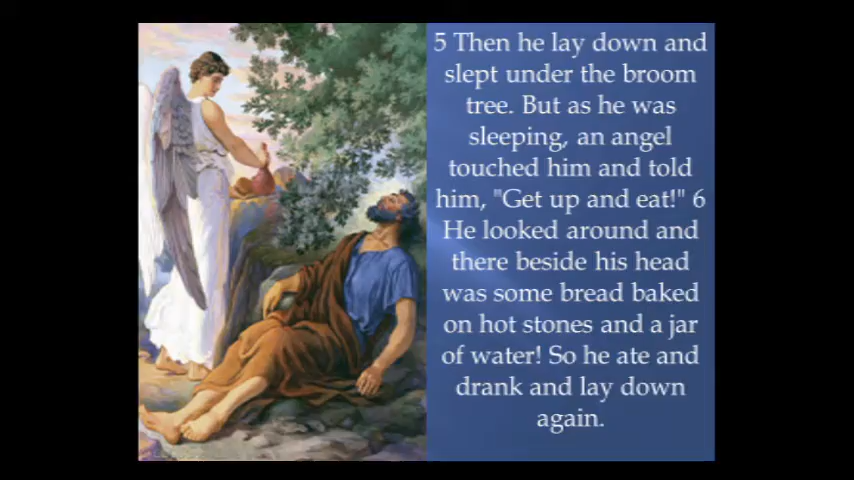 5 Then he lay down and
slept under the broom
tree. But as he was
sleeping, an angel
touched him and told
him, "Get up and eat!" 6
He looked around and
there beside his head
was some bread baked
on hot stones and a jar
of water! So he ate and
drank and lay down
again.